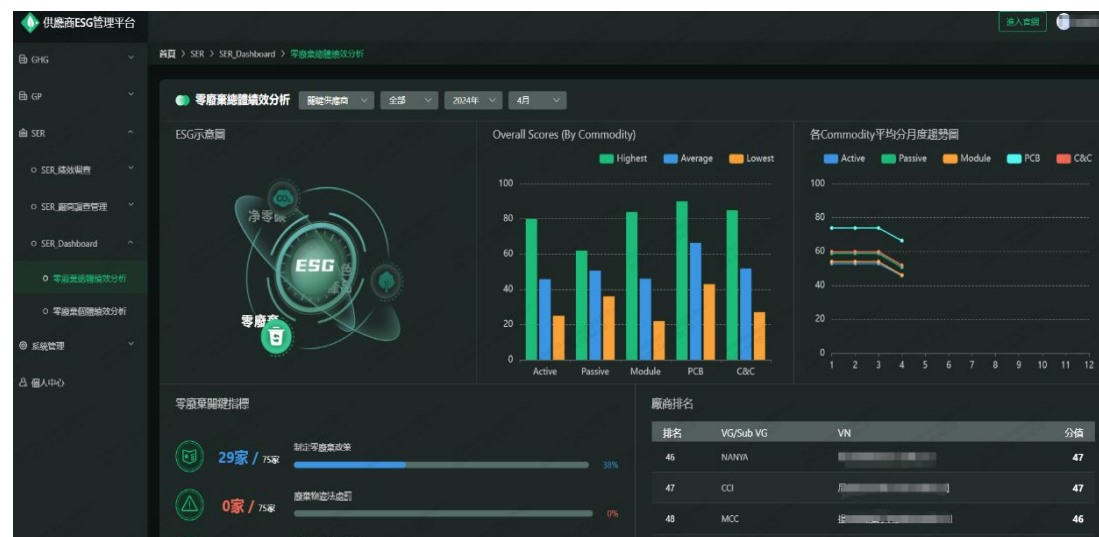 供應商ESG管理平台
進入官網
GHG
GP
SER
SER_績效調查
SER_廠商調查管理
SER_Dashboard
零廢棄總體績效分析
零廢棄個體績效分析
系統管理
個人中心
首頁 > SER > SER_Dashboard > 零廢棄總體績效分析
零廢棄總體績效分析
關鍵供應商
全部
2024年
4月
ESG示意圖
净零碳
ESG
零廢棄
Overall Scores (By Commodity)
Highest Average Lowest
100
80
60
40
20
0
Active Passive Module PCB C&C
各Commodity平均分月度趨勢圖
Active Passive Module PCB C&C
100
80
60
40
20
0
1 2 3 4 5 6 7 8 9 10 11 12
零廢棄關鍵指標
制定零廢棄政策
29家 / 75家
38%
廢棄物違法處罰
0家 / 75家
0%
廠商排名
排名 VG/Sub VG VN 分值
46 NANYA 47
47 CCI 47
48 MCC 46